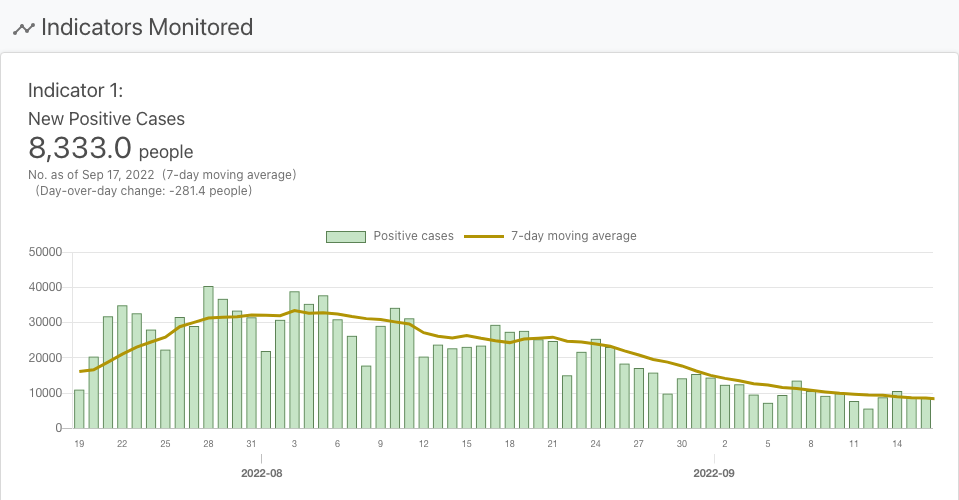 Indicators Monitored
Indicator 1:
New Positive Cases
8,333.0 people
No. as of Sep 17, 2022 (7-day moving average)
(Day-over-day change: -281.4 people)
Positive cases 7-day moving average
50000
40000
30000
20000
10000
0
19 22 25 28 31 3 6 9 12 15 18 21 24 27 30 2 5 8 11 14
2022-08 2022-09